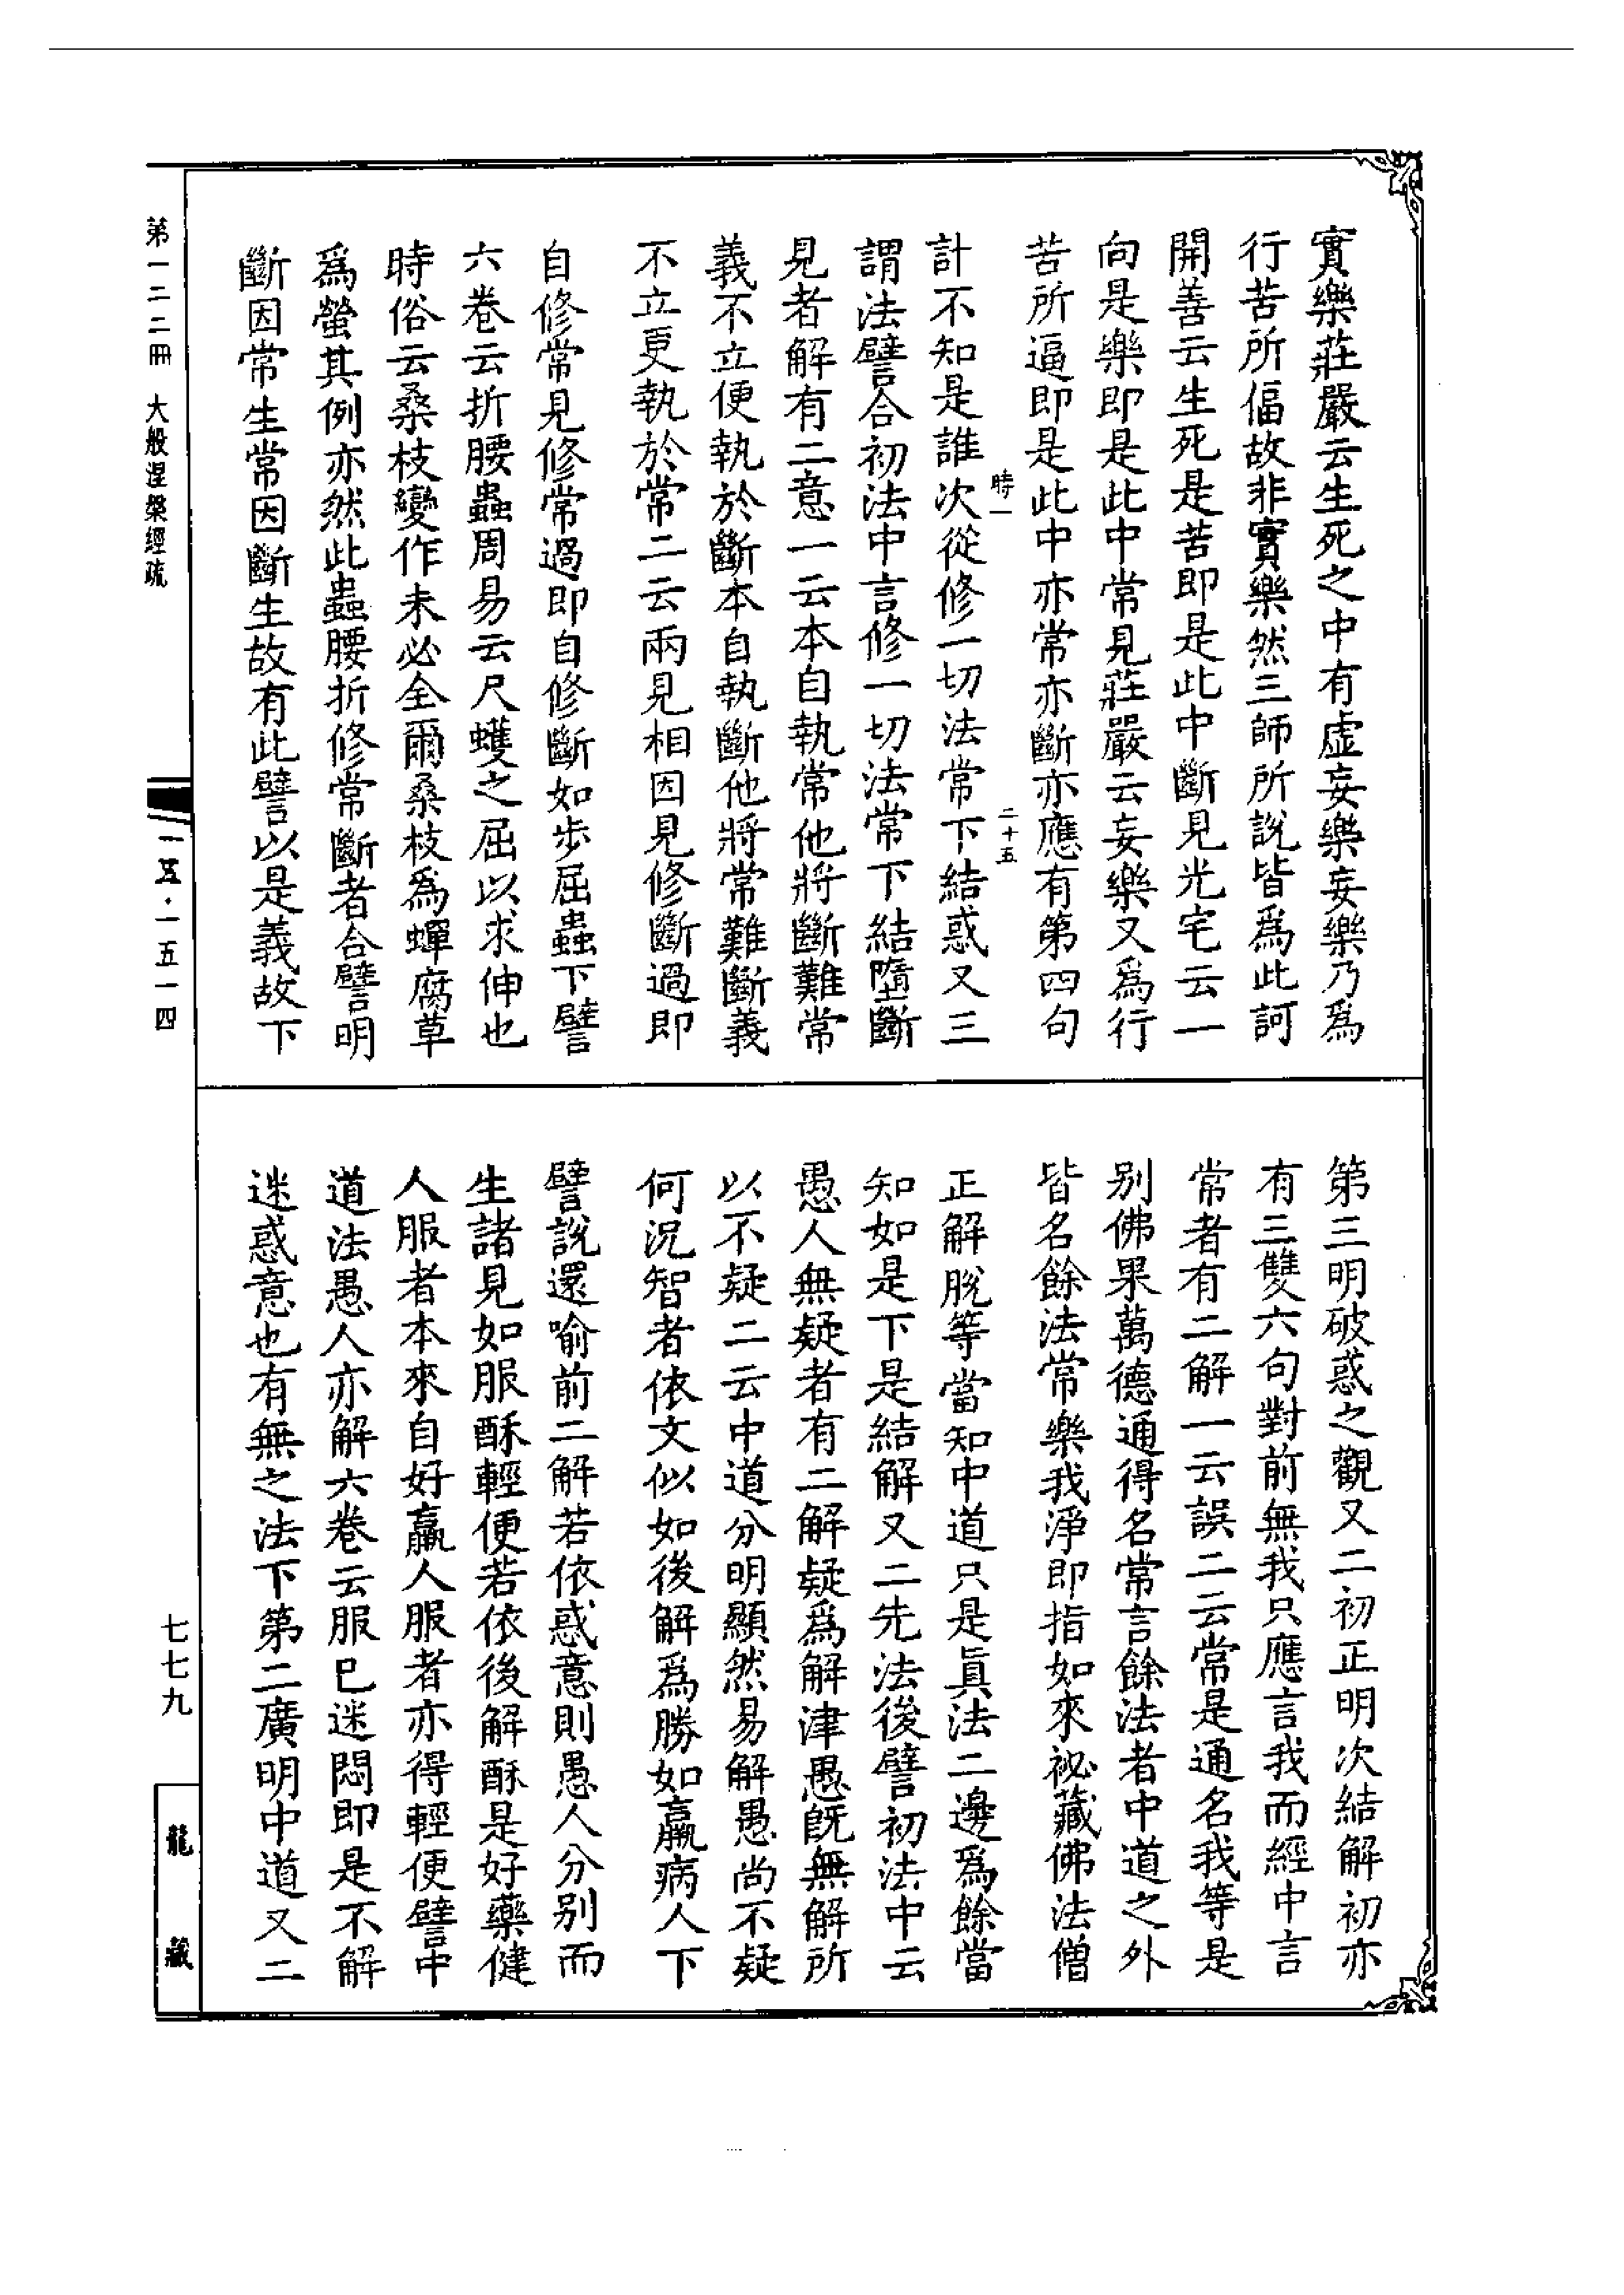 實樂莊嚴云生死之中有虛妄樂妄樂乃爲
行苦所偪故非實樂然三師所說皆爲此訶
開善云生死是苦即是此中斷見光宅云一
向是樂即是此中常見莊嚴云妄樂又爲行
苦所逼即是此中亦常亦斷亦應有第四句
時一
二十五
計不知是誰次從修一切法常下結惑又三
謂法譬合初法中言修一切法常下結墮斷
見者解有二意一云本自執常他將斷難常
義不立便執於斷本自執斷他將常難斷義
不立更執於常二云兩見相因見修斷過即
自修常見修常過即自修斷如步屈蟲下譬
六卷云折腰蟲周易云尺蠖之屈以求伸也
時俗云桑枝變作未必全爾桑枝爲蟬腐草
爲螢其例亦然此蟲腰折修常斷者合譬明
斷因常生常因斷生故有此譬以是義故下
第三明破惑之觀又二初正明次結解初亦
有三雙六句對前無我只應言我而經中言
常者有二解一云誤二云常是通名我等是
别佛果萬德通得名常言餘法者中道之外
皆名餘法常樂我淨即指如來祕藏佛法僧
正解脫等當知中道只是眞法二邊爲餘當
知如是下是結解又二先法後譬初法中云
愚人無疑者有二解疑爲解津愚旣無解所
以不疑二云中道分明顯然易解愚尚不疑
何況智者依文似如後解爲勝如羸病人下
譬說還喻前二解若依惑意則愚人分别而
生諸見如服酥輕便若依後解酥是好藥健
人服者本來自好羸人服者亦得輕便譬中
道法愚人亦解六卷云服已迷悶即是不解
迷惑意也有無之法下第二廣明中道又二
第一二二冊 大般涅槃經疏
一五·一五一四
七七九
龍藏